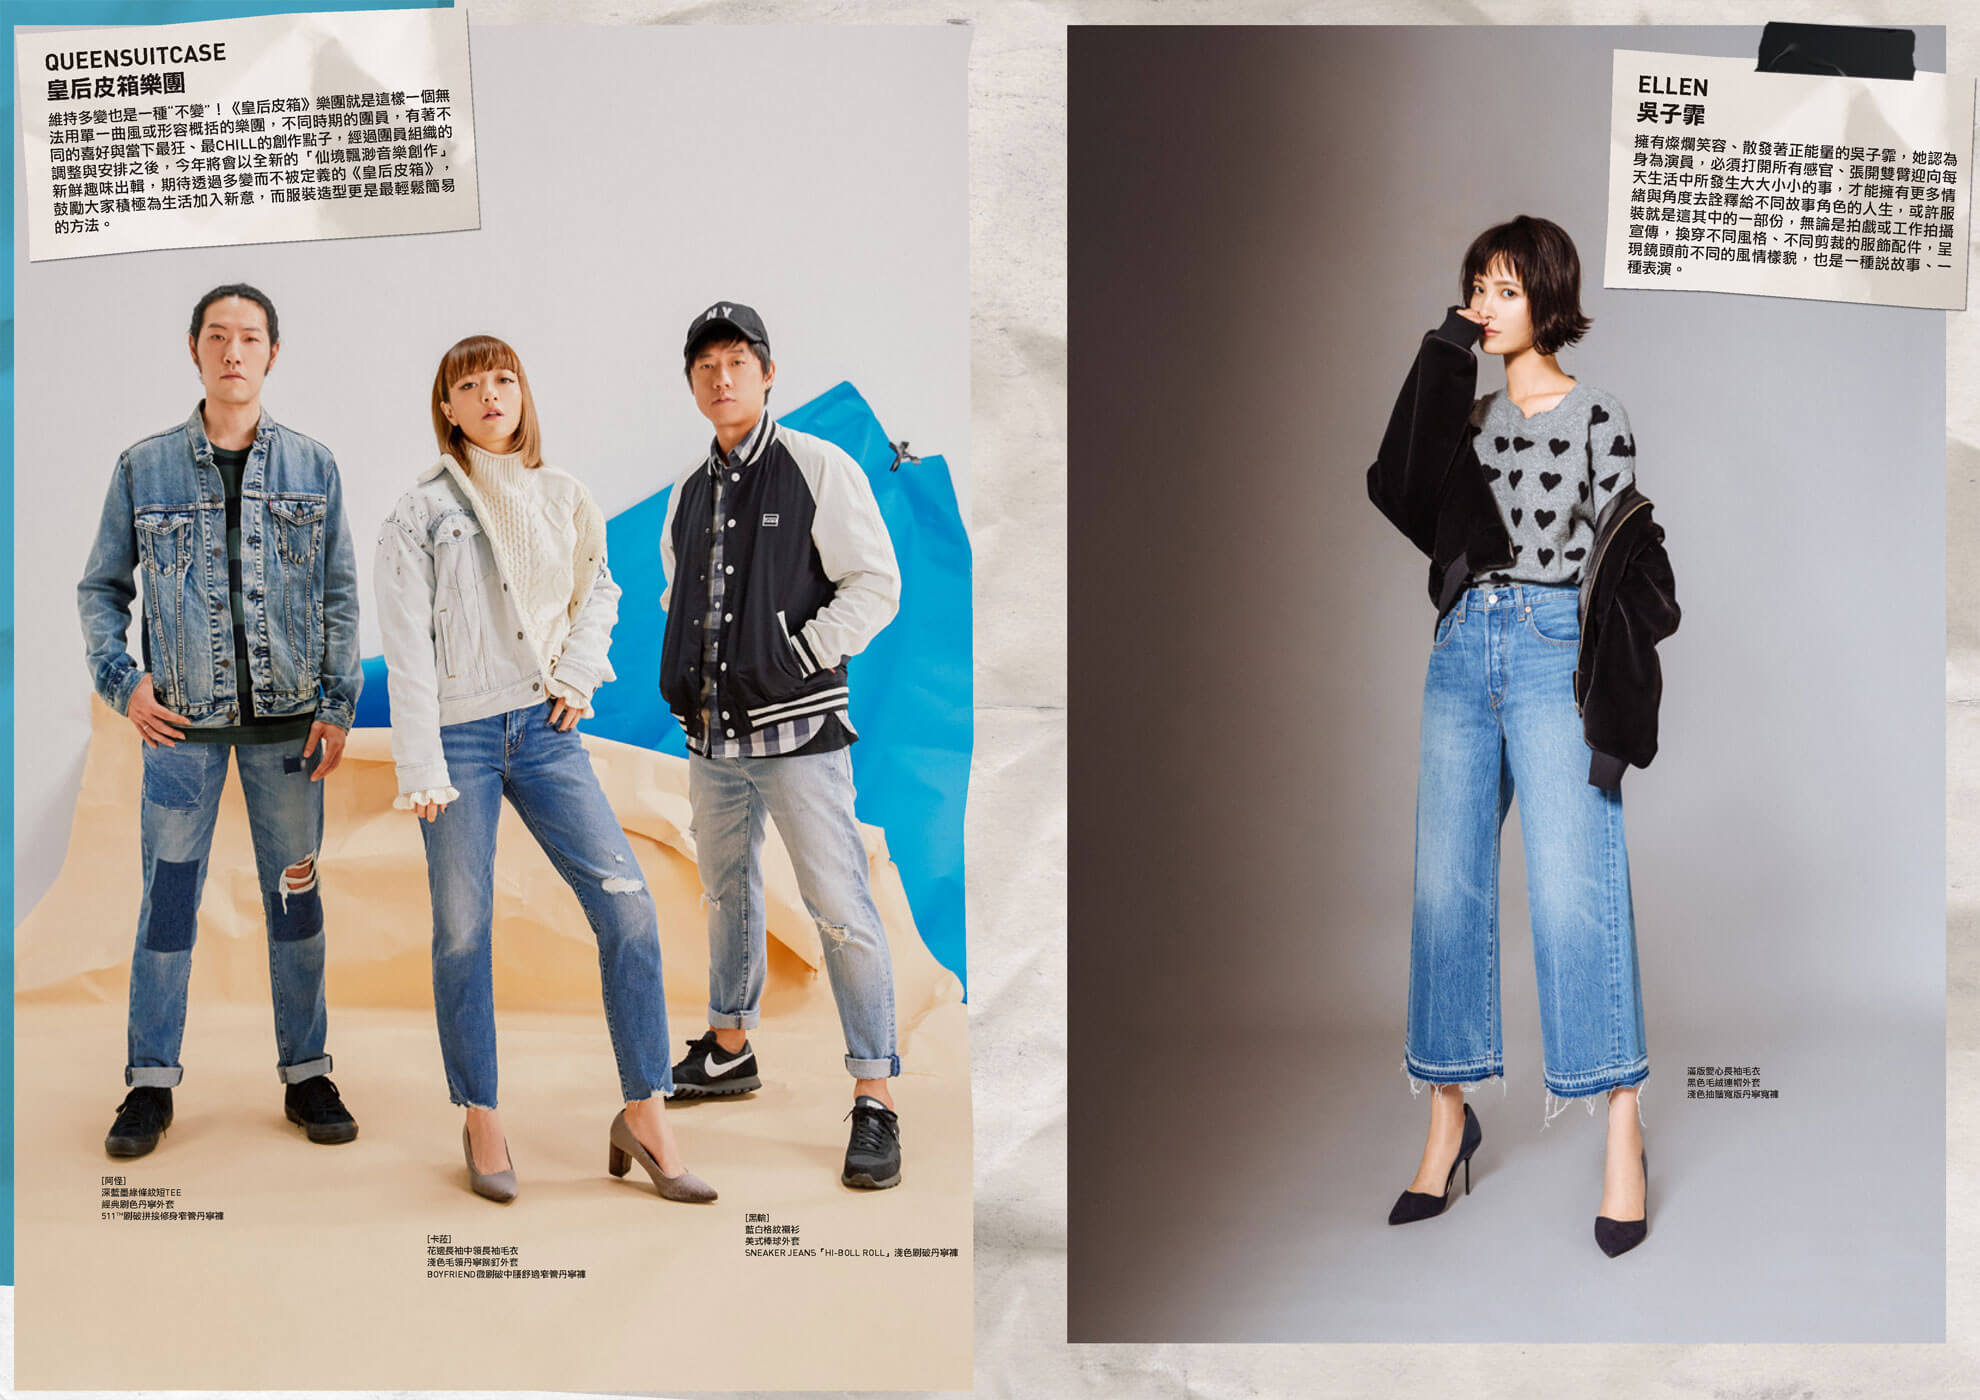 QUEENSUITCASE
皇后皮箱樂團
維持多變也是一種“不變”！《皇后皮箱》樂團就是這樣一個無
法用單一曲風或形容概括的樂團，不同時期的團員，有著不
同的喜好與當下最狂、最CHILL的創作點子，經過團員組織的
調整與安排之後，今年將會以全新的「仙境飄渺音樂創作」
新鮮趣味出輯，期待透過多變而不被定義的《皇后皮箱》，
鼓勵大家積極為生活加入新意，而服裝造型更是最輕鬆簡易
的方法。
NY
[阿怪]
深藍墨綠條紋短TEE
經典刷色丹寧外套
511™刷破拼接修身窄管丹寧褲
[卡菈]
花邊長袖中領長袖毛衣
淺色毛領丹寧鉚釘外套
BOYFRIEND微刷破中腰舒適窄管丹寧褲
[黑輪]
藍白格紋襯衫
美式棒球外套
SNEAKER JEANS「HI-BOLL ROLL」淺色刷破丹寧褲
ELLEN
吳子霏
擁有燦爛笑容、散發著正能量的吳子霏，她認為
身為演員，必須打開所有感官、張開雙臂迎向每
天生活中所發生大大小小的事，才能擁有更多情
緒與角度去詮釋給不同故事角色的人生，或許服
裝就是這其中的一部份，無論是拍戲或工作拍攝
宣傳，換穿不同風格、不同剪裁的服飾配件，呈
現鏡頭前不同的風情樣貌，也是一種說故事、一
種表演。
滿版愛心長袖毛衣
黑色毛絨連帽外套
淺色抽鬚寬版丹寧寬褲